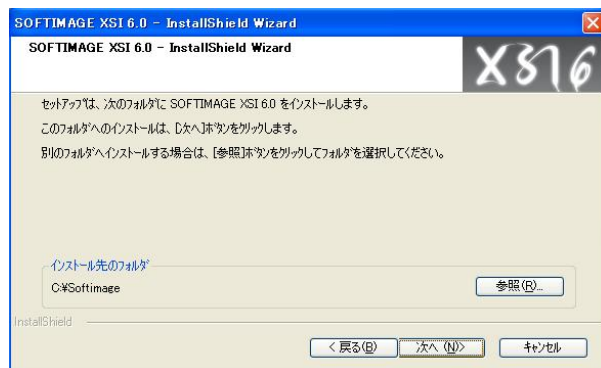 SOFTIMAGE XSI 6.0 - InstallShield Wizard
SOFTIMAGE XSI 6.0 - InstallShield Wizard
XSI6
セットアップは、次のフォルダに SOFTIMAGE XSI 6.0 をインストールします。
このフォルダへのインストールは、[次へ]ボタンをクリックします。
別のフォルダへインストールする場合は、[参照]ボタンをクリックしてフォルダを選択してください。
インストール先のフォルダ
C:¥Softimage
参照(R)...
InstallShield
< 戻る(B)
次へ (N)>
キャンセル